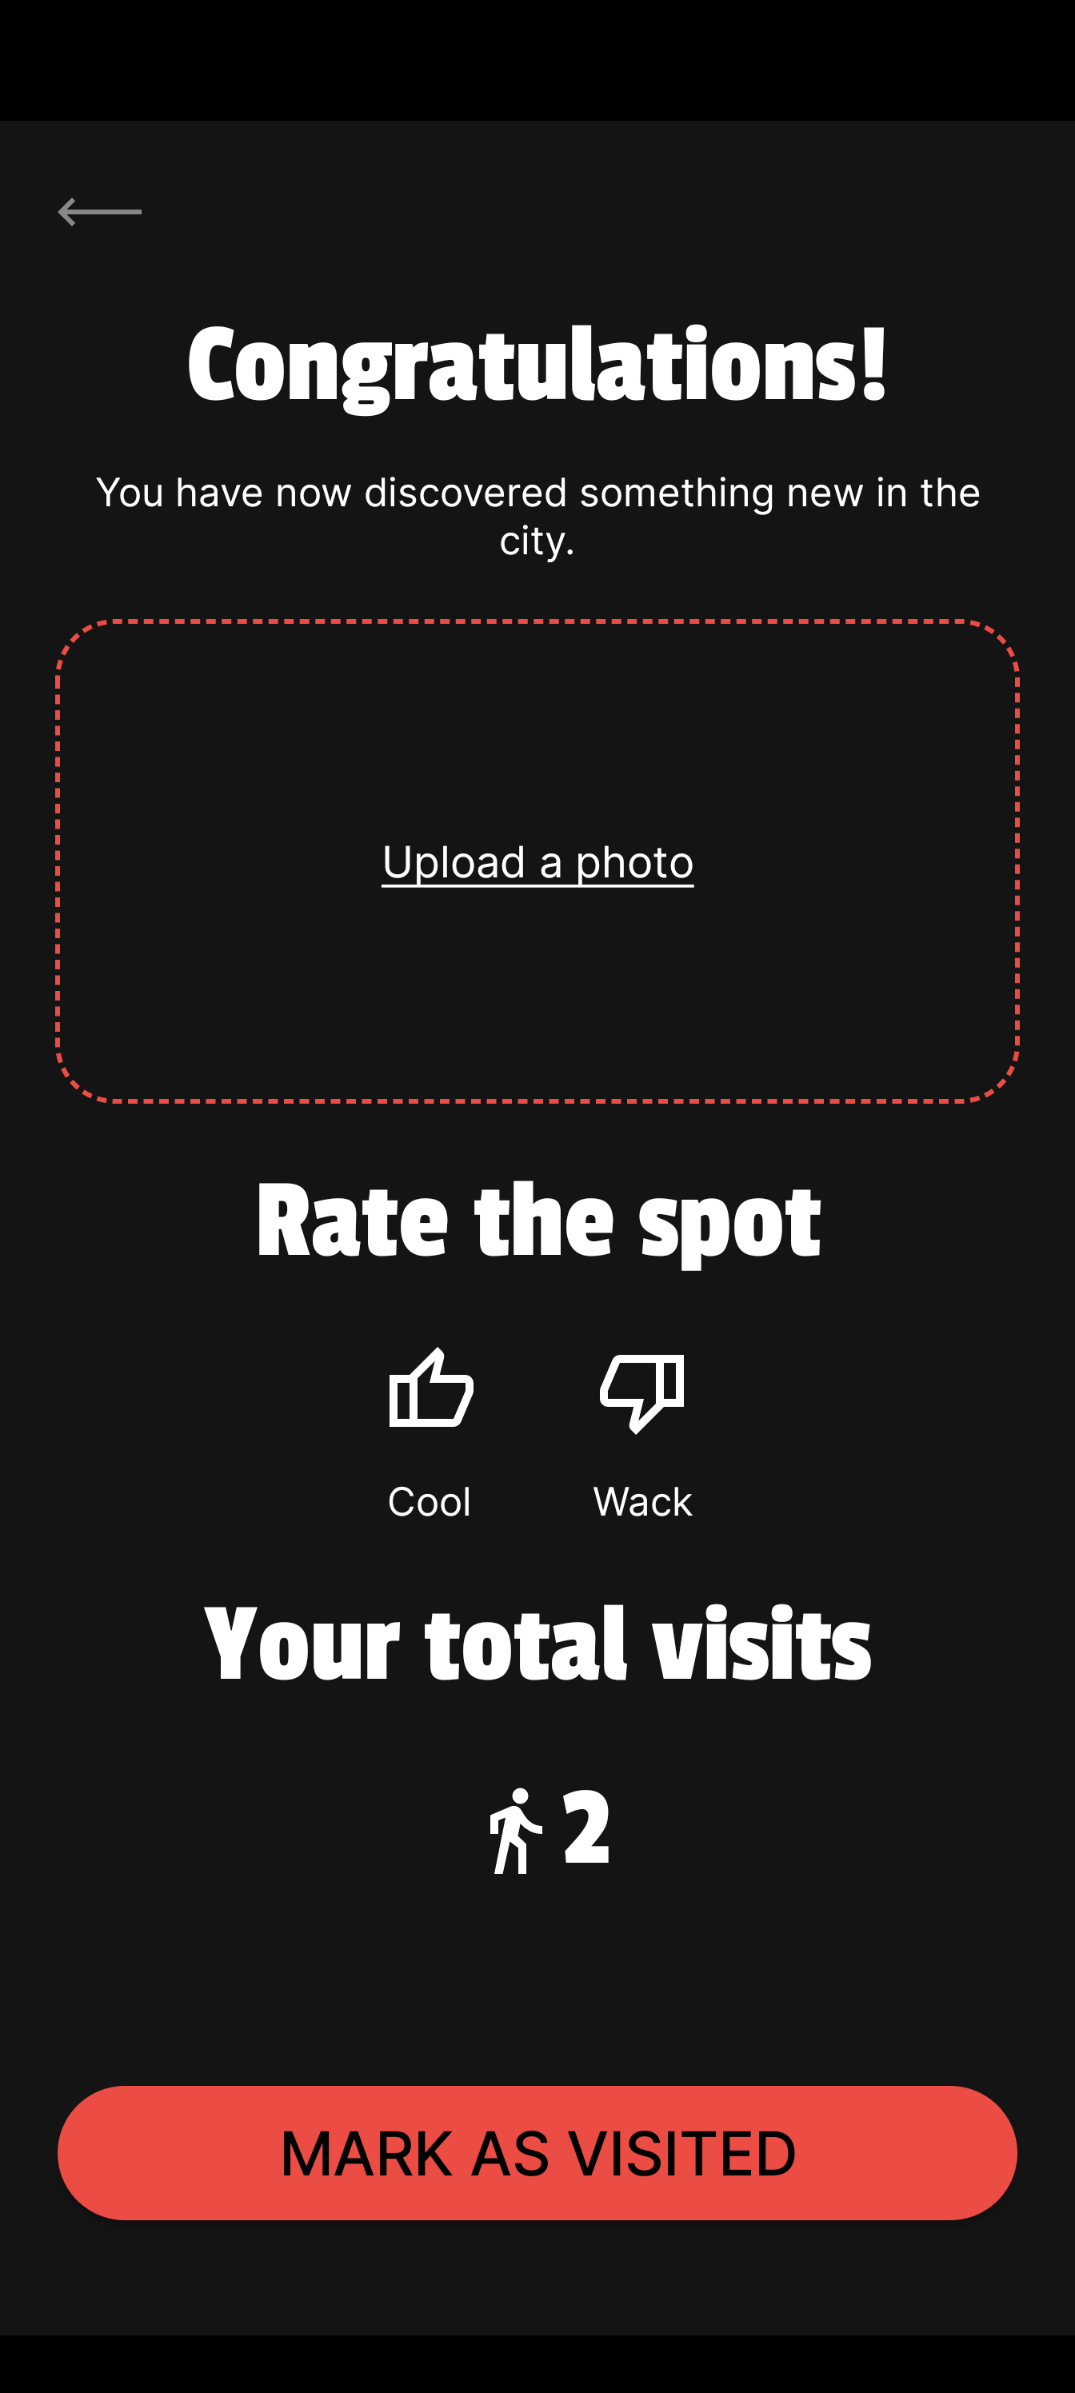 Congratulations!
You have now discovered something new in the
city.
Upload a photo
Rate the spot
Cool
Wack
Your total visits
2
MARK AS VISITED